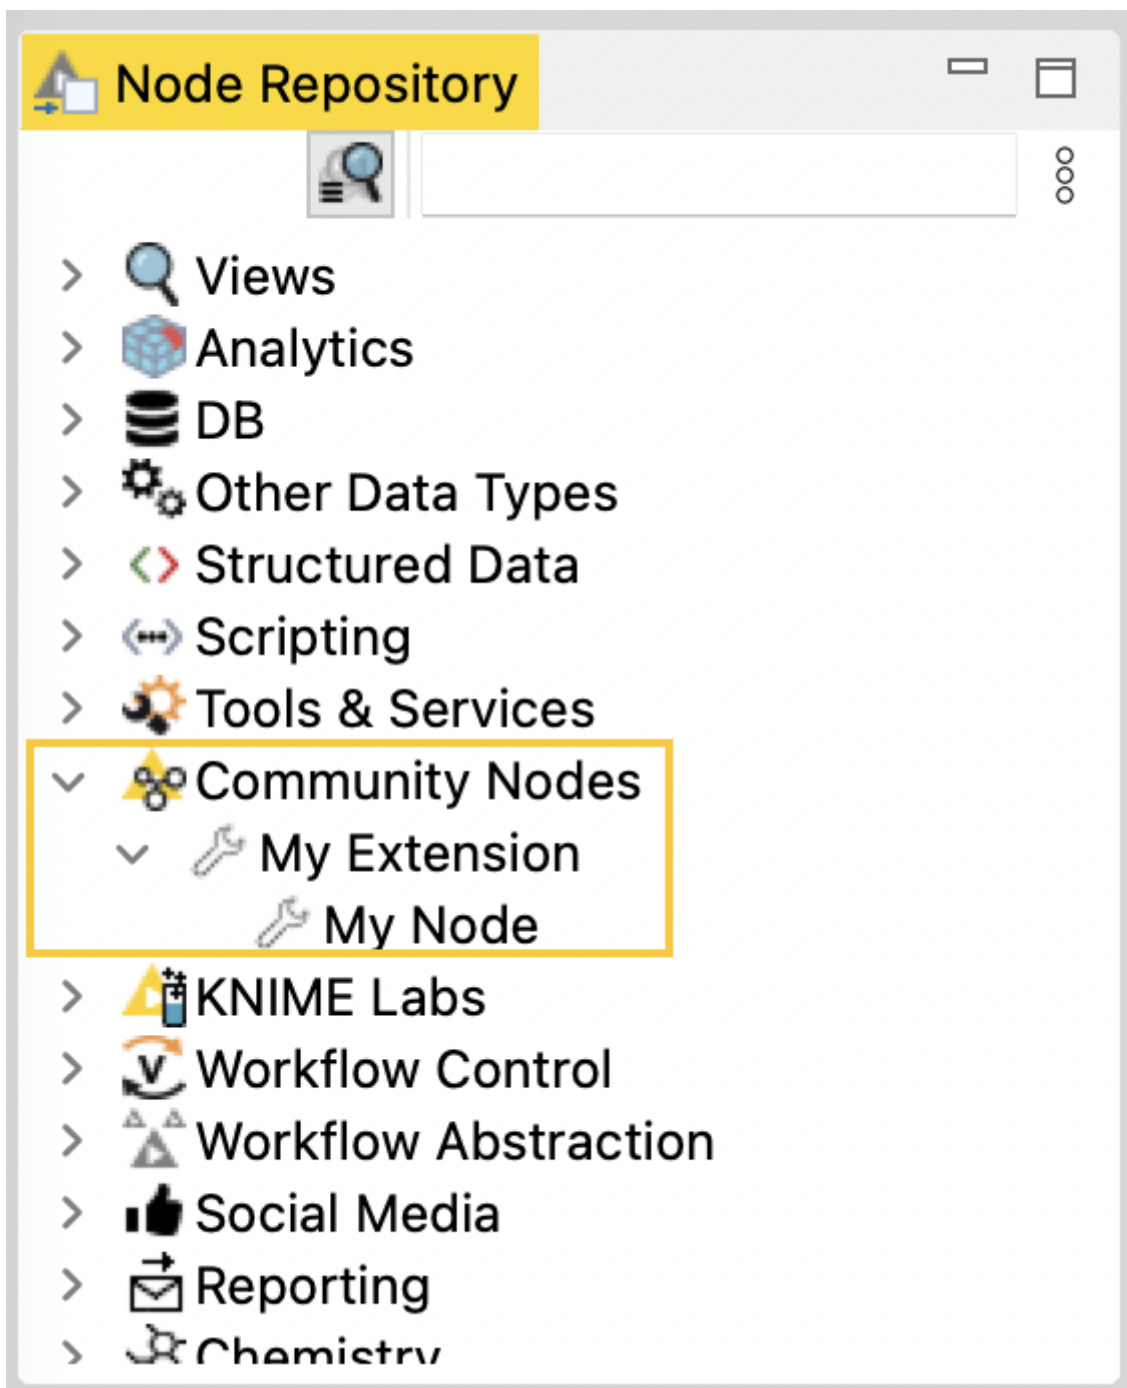 Node Repository
Views
Analytics
DB
Other Data Types
Structured Data
Scripting
Tools & Services
Community Nodes
My Extension
My Node
KNIME Labs
Workflow Control
Workflow Abstraction
Social Media
Reporting
Chemistry